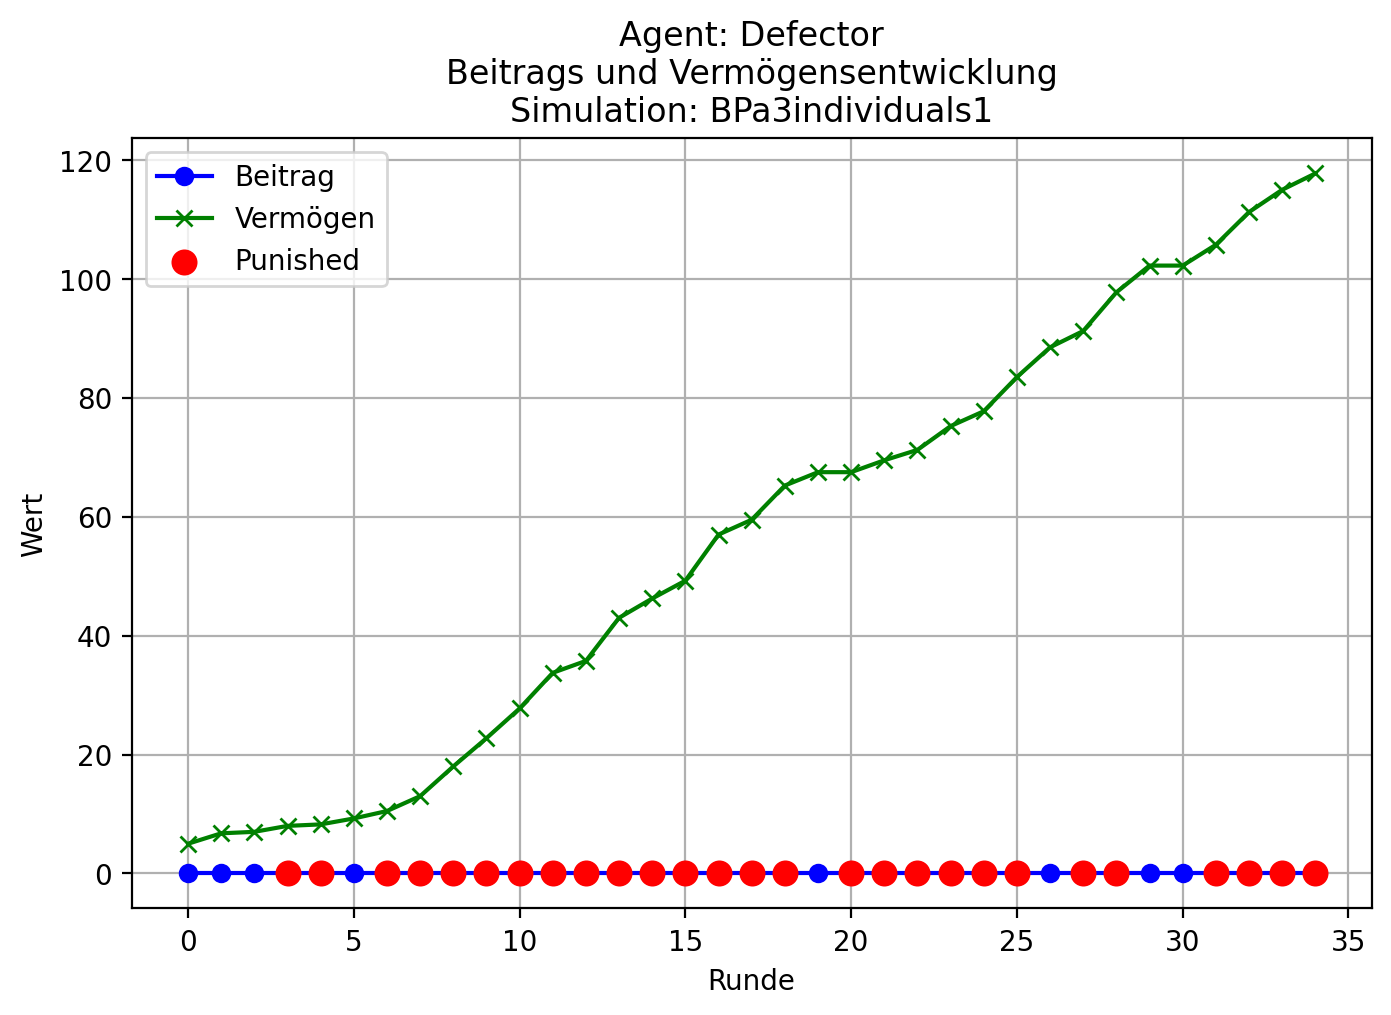 Agent: Defector
Beitrags und Vermögensentwicklung
Simulation: BPa3individuals1
Beitrag
Vermögen
Punished
120
100
80
60
40
20
0
Wert
0 5 10 15 20 25 30 35
Runde